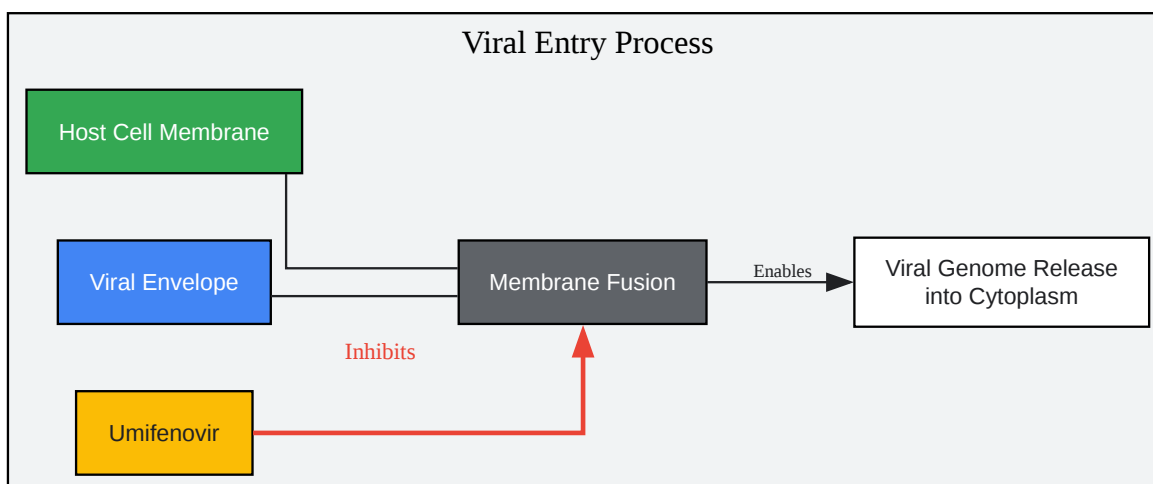 Viral Entry Process
Host Cell Membrane
Viral Envelope
Membrane Fusion
Enables
Viral Genome Release
into Cytoplasm
Inhibits
Umifenovir